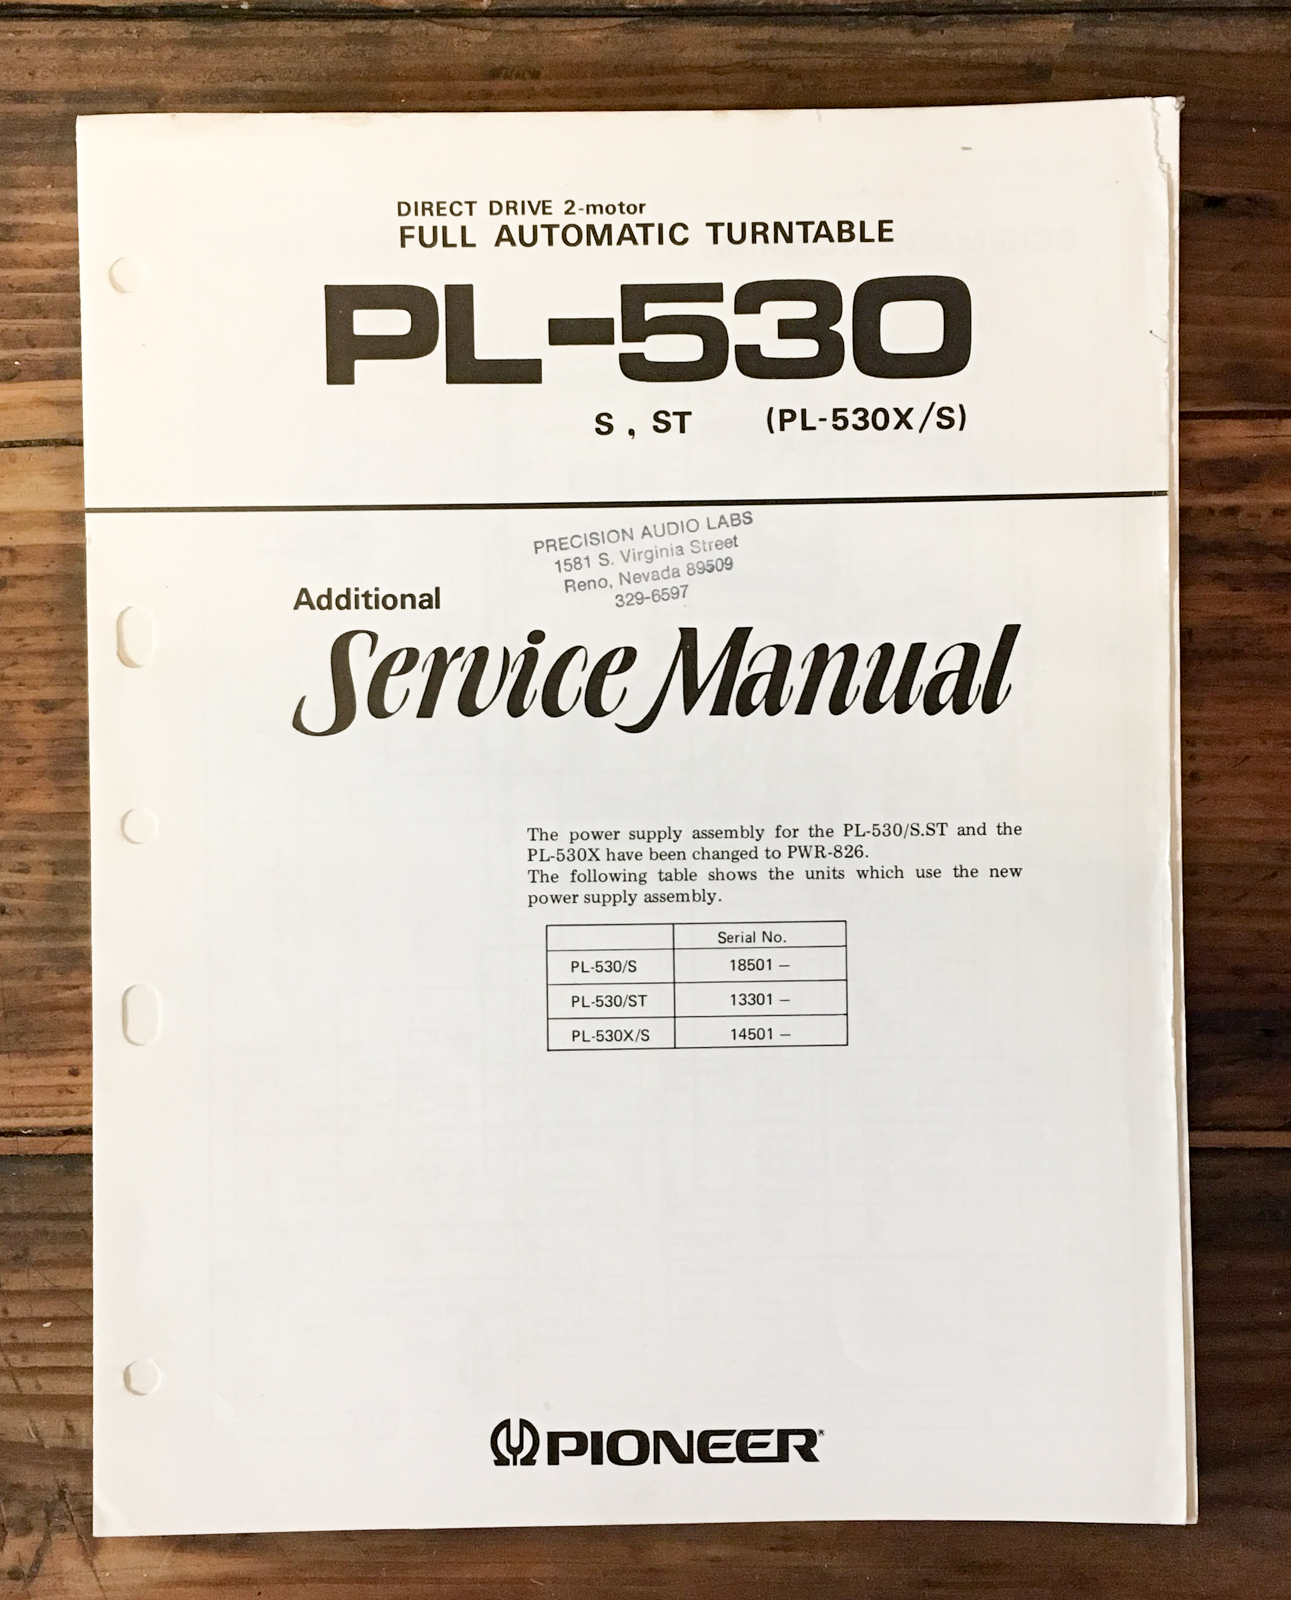 DIRECT DRIVE 2-motor
FULL AUTOMATIC TURNTABLE
PL-530
S , ST (PL-530X/S)
PRECISION AUDIO LABS
1581 S. Virginia Street
Reno, Nevada 89509
329-6597
Additional
Service Manual
The power supply assembly for the PL-530/S.ST and the
PL-530X have been changed to PWR-826.
The following table shows the units which use the new
power supply assembly.
Serial No.
PL-530/S 18501 –
PL-530/ST 13301 –
PL-530X/S 14501 –
PIONEER®